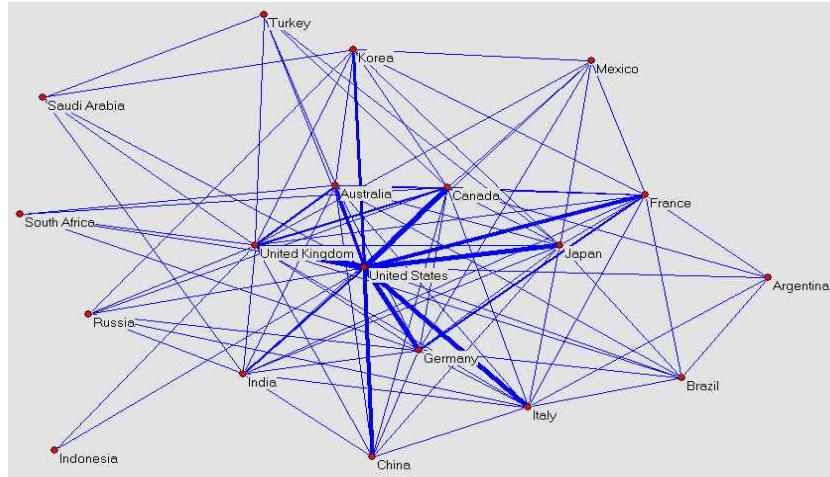 Turkey
Korea
Mexico
Saudi Arabia
Australia
Canada
France
South Africa
United Kingdom
Japan
United States
Argentina
Russia
Germany
India
Brazil
Italy
Indonesia
China